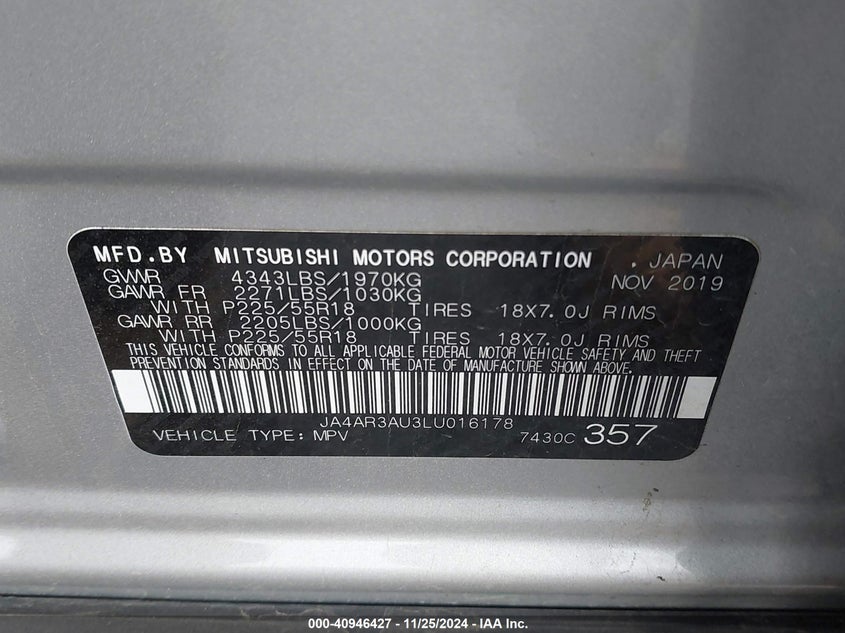 MFD.BY MITSUBISHI MOTORS CORPORATION . JAPAN
GVWR 4343LBS/1970KG NOV 2019
GAWR FR 2271LBS/1030KG
WITH P225/55R18 TIRES 18X7.0J RIMS
GAWR RR 2205LBS/1000KG
WITH P225/55R18 TIRES 18X7.0J RIMS
THIS VEHICLE CONFORMS TO ALL APPLICABLE FEDERAL MOTOR VEHICLE SAFETY AND THEFT
PREVENTION STANDARDS IN EFFECT ON THE DATE OF MANUFACTURE SHOWN ABOVE.
JA4AR3AU3LU016178
VEHICLE TYPE: MPV 7430C 357
000-40946427 - 11/25/2024 - IAA Inc.